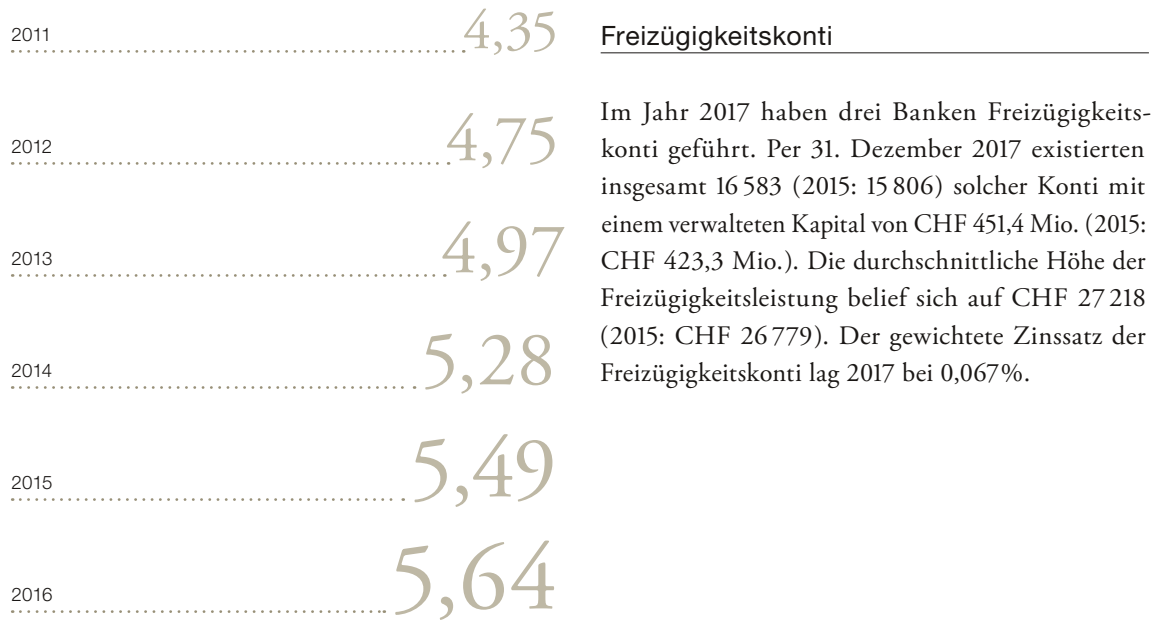 2011 4,35
2012 4,75
2013 4,97
2014 5,28
2015 5,49
2016 5,64
Freizügigkeitskonti
Im Jahr 2017 haben drei Banken Freizügigkeits-
konti geführt. Per 31. Dezember 2017 existierten
insgesamt 16 583 (2015: 15 806) solcher Konti mit
einem verwalteten Kapital von CHF 451,4 Mio. (2015:
CHF 423,3 Mio.). Die durchschnittliche Höhe der
Freizügigkeitsleistung belief sich auf CHF 27 218
(2015: CHF 26 779). Der gewichtete Zinssatz der
Freizügigkeitskonti lag 2017 bei 0,067%.